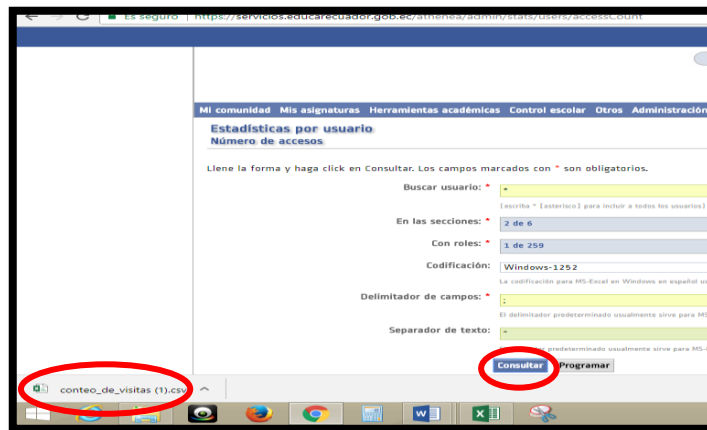 Es seguro | https://servicios.educarecuador.gob.ec/athenea/admin/stats/users/accessCount
Mi comunidad Mis asignaturas Herramientas académicas Control escolar Otros Administración
Estadísticas por usuario
Número de accesos
Llene la forma y haga click en Consultar. Los campos marcados con * son obligatorios.
Buscar usuario: * *
[escriba * [asterisco] para incluir a todos los usuarios]
En las secciones: * 2 de 6
Con roles: * 1 de 259
Codificación: Windows-1252
La codificación para MS-Excel en Windows en español us
Delimitador de campos: * ;
El delimitador predeterminado usualmente sirve para MS
Separador de texto: "
predeterminado usualmente sirve para MS-
Consultar Programar
conteo_de_visitas (1).csv